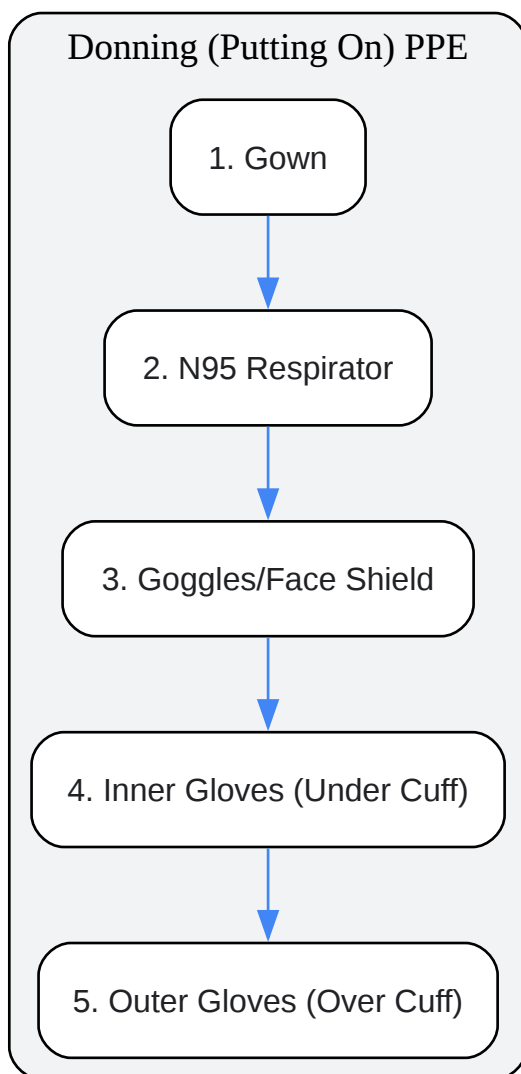 Donning (Putting On) PPE
1. Gown
2. N95 Respirator
3. Goggles/Face Shield
4. Inner Gloves (Under Cuff)
5. Outer Gloves (Over Cuff)